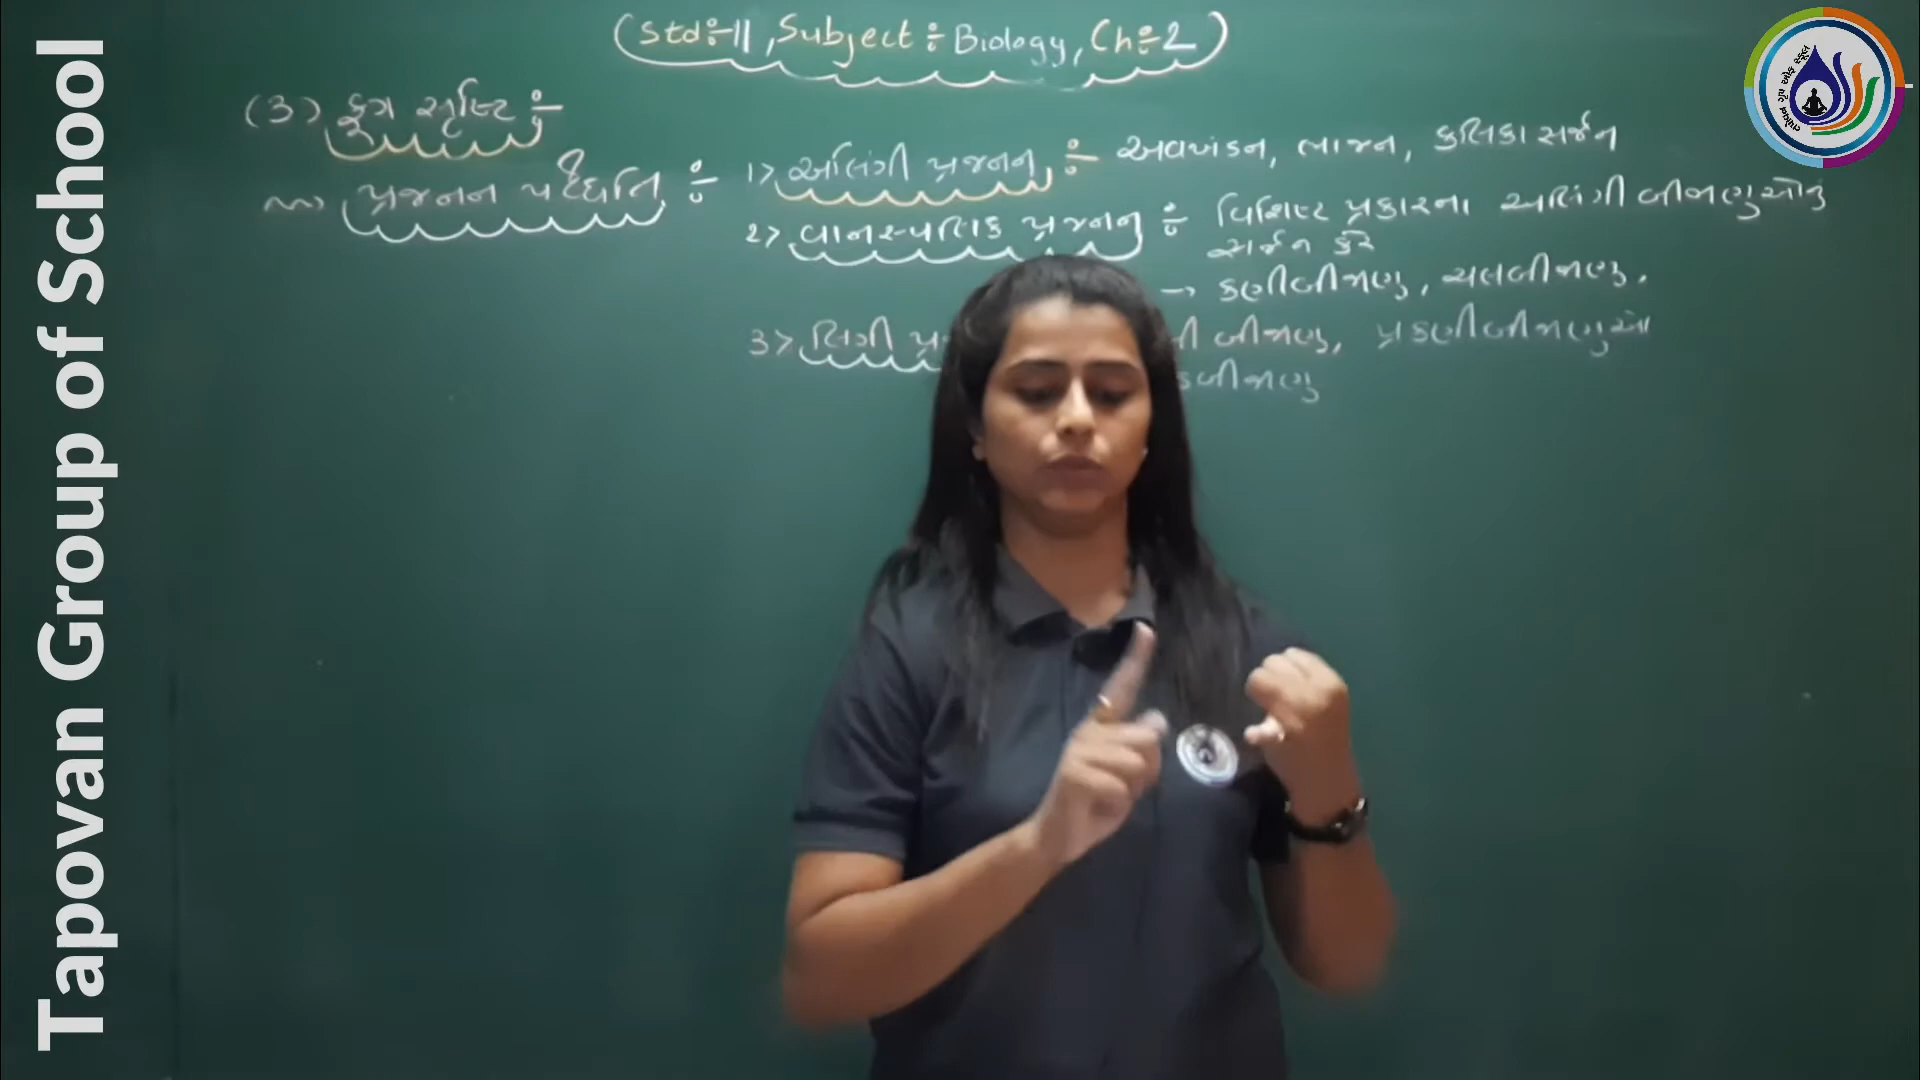 (Std:-11, Subject:- Biology, Ch:-2)
(3) ફૂગ સૃષ્ટિ :-
~~> પ્રજનન પદ્ધતિ :-
1> અલિંગી પ્રજનન :- અવખંડન, ભાજન, કલિકા સર્જન
2> વાનસ્પતિક પ્રજનન :- વિશિષ્ટ પ્રકારના અલિંગી બીજાણુઓનુ
સર્જન કરે
→ કણીબીજાણુ, ચલબીજાણુ.
3> લિંગી પ્ર બીજાણુ, પ્રકણીબીજાણુઓ
બીજાણુ
Tapovan Group of School